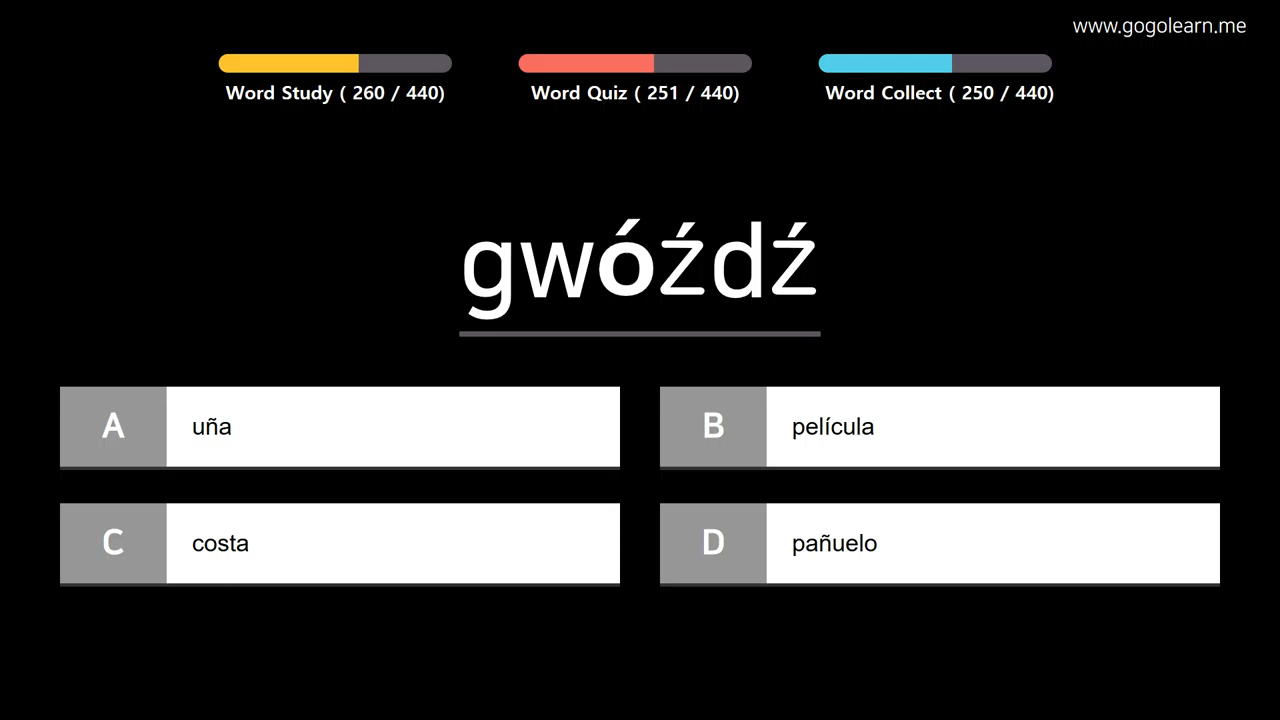 www.gogolearn.me
Word Study ( 260 / 440)
Word Quiz ( 251 / 440)
Word Collect ( 250 / 440)
gwóźdź
A uña
B película
C costa
D pañuelo